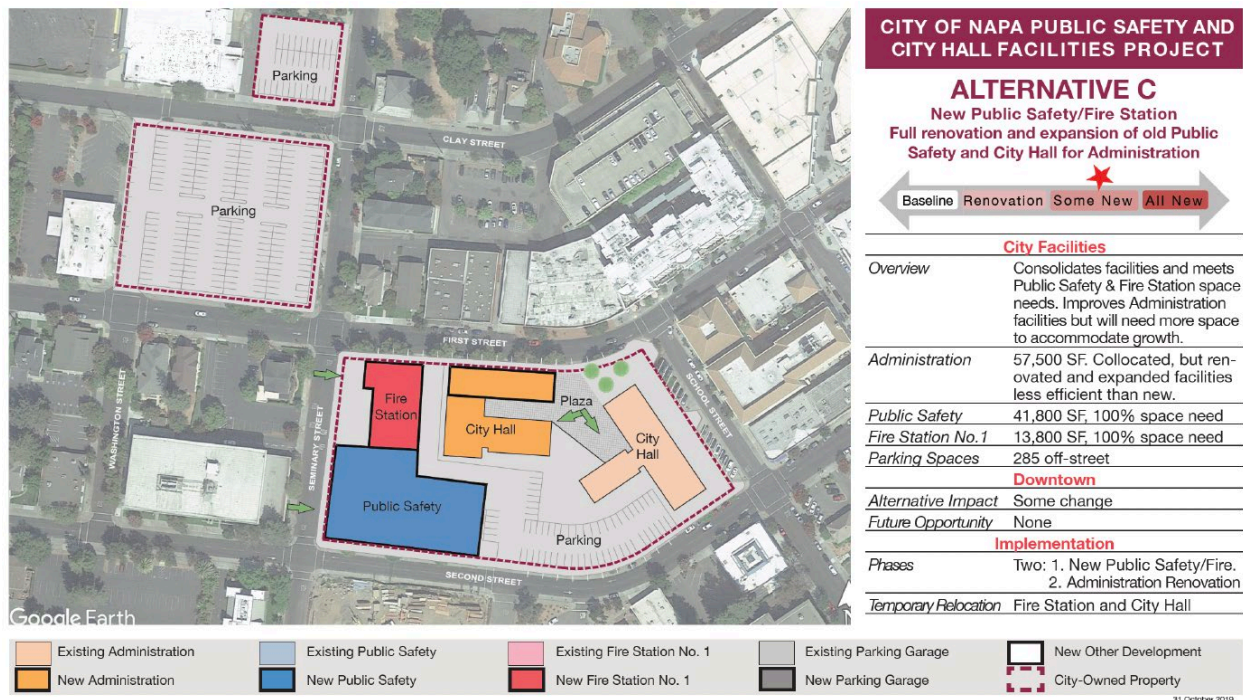 CITY OF NAPA PUBLIC SAFETY AND
CITY HALL FACILITIES PROJECT
ALTERNATIVE C
New Public Safety/Fire Station
Full renovation and expansion of old Public
Safety and City Hall for Administration
Baseline Renovation Some New All New
City Facilities
Overview Consolidates facilities and meets
Public Safety & Fire Station space
needs. Improves Administration
facilities but will need more space
to accommodate growth.
Administration 57,500 SF. Collocated, but ren-
ovated and expanded facilities
less efficient than new.
Public Safety 41,800 SF, 100% space need
Fire Station No.1 13,800 SF, 100% space need
Parking Spaces 285 off-street
Downtown
Alternative Impact Some change
Future Opportunity None
Implementation
Phases Two: 1. New Public Safety/Fire.
2. Administration Renovation
Temporary Relocation Fire Station and City Hall
Parking
CLAY STREET
Parking
FIRST STREET
WASHINGTON STREET
SEMINARY STREET
SCHOOL STREET
Fire
Station
Plaza
City Hall
City
Hall
Public Safety
Parking
SECOND STREET
Google Earth
N
Existing Administration
Existing Public Safety
Existing Fire Station No. 1
Existing Parking Garage
New Other Development
New Administration
New Public Safety
New Fire Station No. 1
New Parking Garage
City-Owned Property
31 October 2019